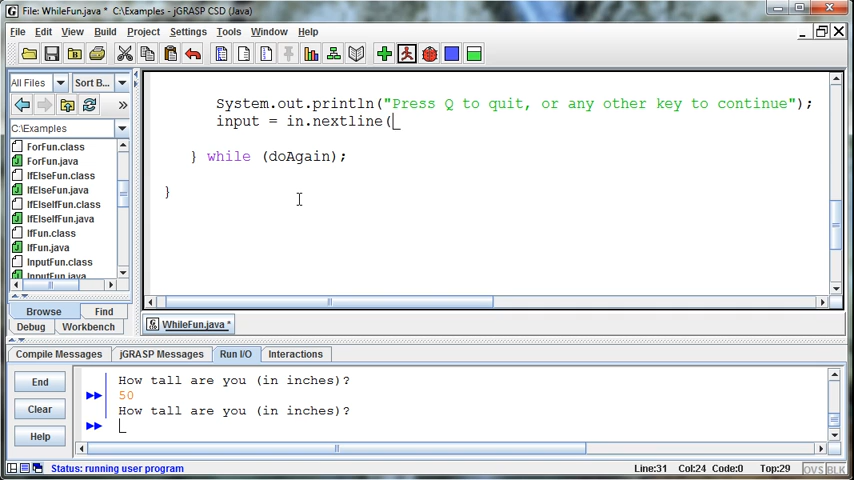 File: WhileFun.java * C:\Examples - jGRASP CSD (Java)
File Edit View Build Project Settings Tools Window Help
All Files Sort B...
C:\Examples
ForFun.class
ForFun.java
IfElseFun.class
IfElseFun.java
IfElseIfFun.class
IfElseIfFun.java
IfFun.class
IfFun.java
InputFun.class
InputFun.java
Browse Find
Debug Workbench
System.out.println("Press Q to quit, or any other key to continue");
input = in.nextline(
} while (doAgain);
}
WhileFun.java *
Compile Messages jGRASP Messages Run I/O Interactions
End
Clear
Help
How tall are you (in inches)?
50
How tall are you (in inches)?
Status: running user program
Line:31 Col:24 Code:0 Top:29 OVS BLK